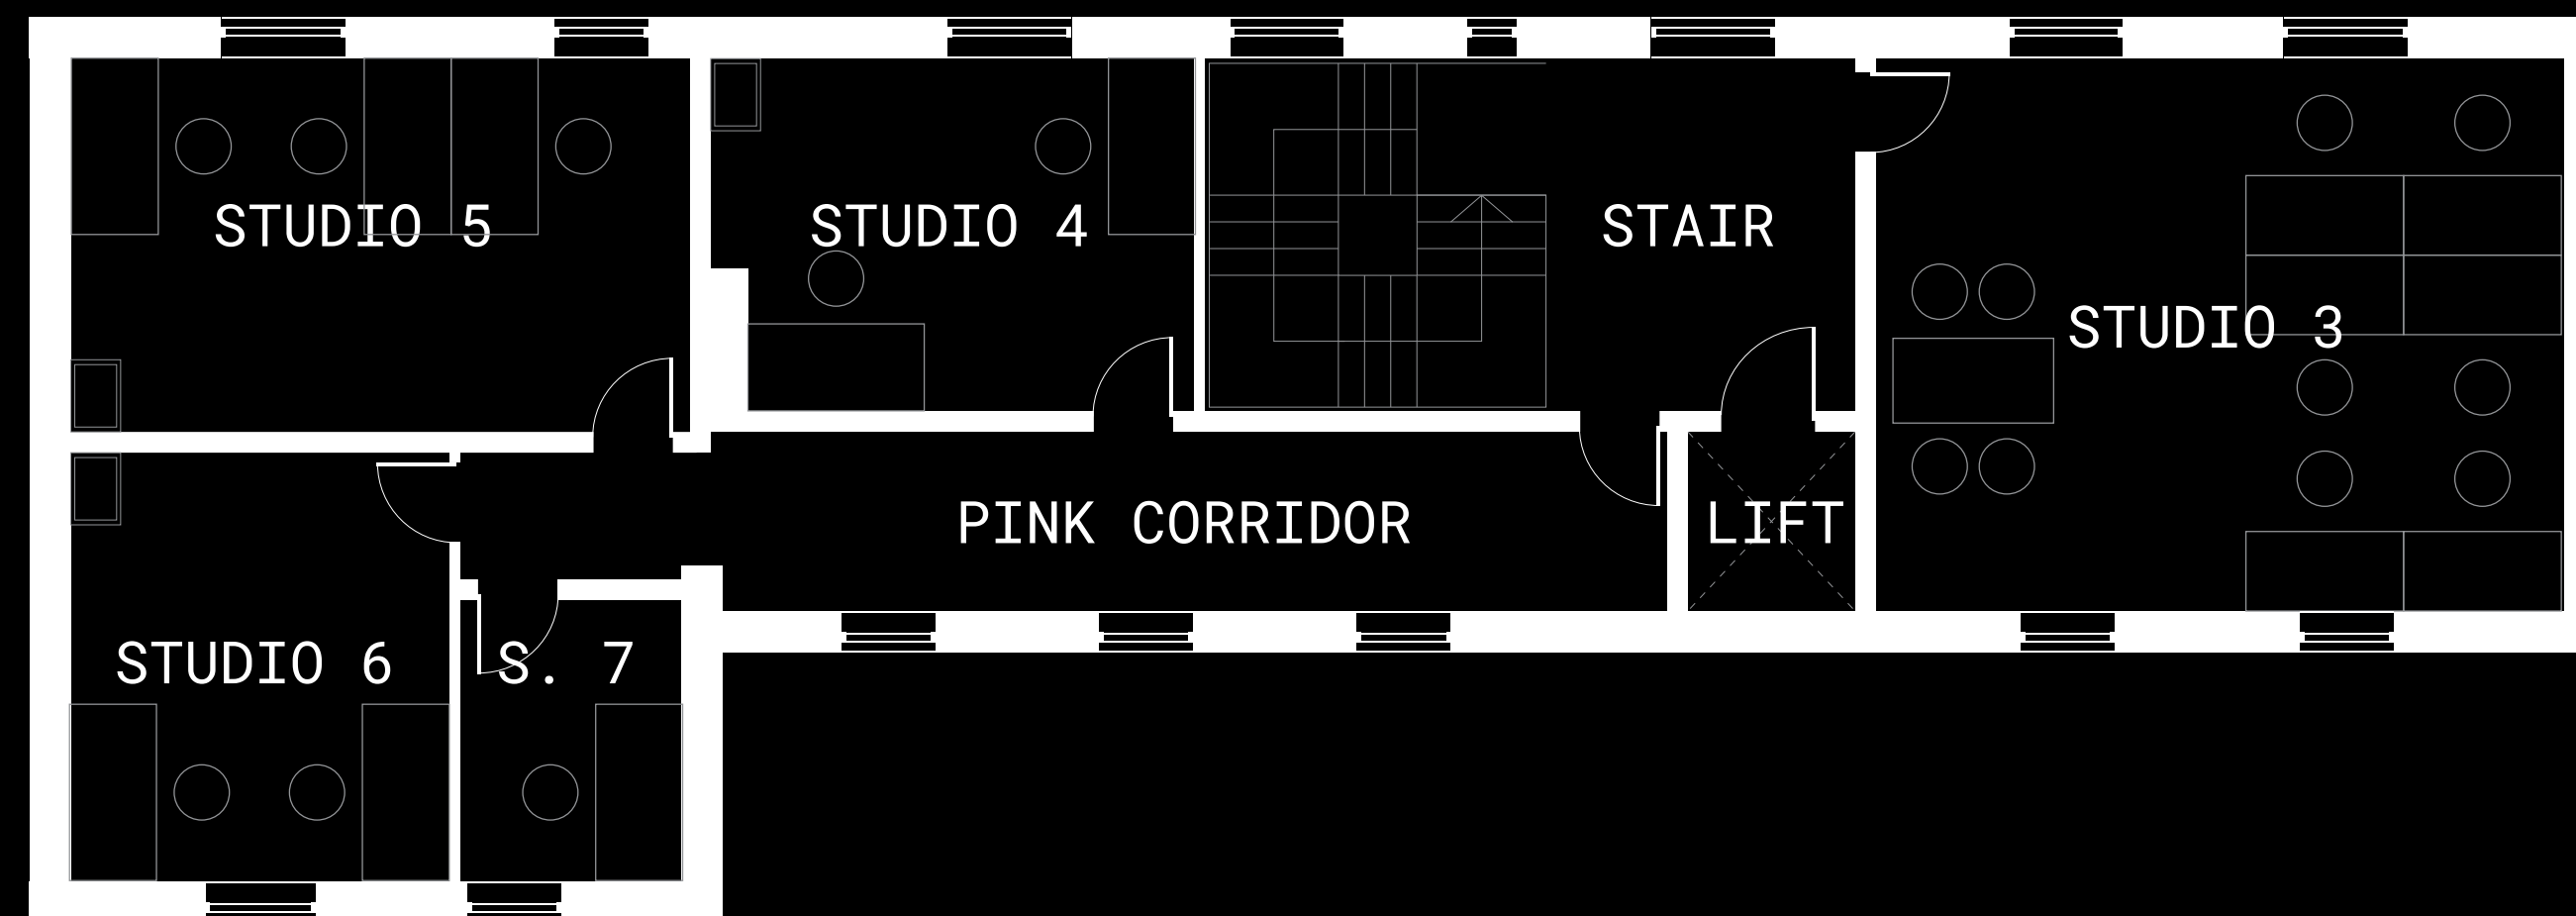 STUDIO 5
STUDIO 4
STAIR
STUDIO 3
PINK CORRIDOR
LIFT
STUDIO 6
S. 7